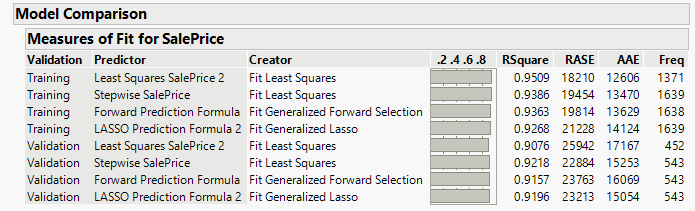 Model Comparison
Measures of Fit for SalePrice
Validation Predictor Creator .2 .4 .6 .8 RSquare RASE AAE Freq
Training Least Squares SalePrice 2 Fit Least Squares 0.9509 18210 12606 1371
Training Stepwise SalePrice Fit Least Squares 0.9386 19454 13470 1639
Training Forward Prediction Formula Fit Generalized Forward Selection 0.9363 19814 13629 1638
Training LASSO Prediction Formula 2 Fit Generalized Lasso 0.9268 21228 14124 1639
Validation Least Squares SalePrice 2 Fit Least Squares 0.9076 25942 17167 452
Validation Stepwise SalePrice Fit Least Squares 0.9218 22884 15253 543
Validation Forward Prediction Formula Fit Generalized Forward Selection 0.9157 23763 16069 543
Validation LASSO Prediction Formula 2 Fit Generalized Lasso 0.9196 23213 15054 543